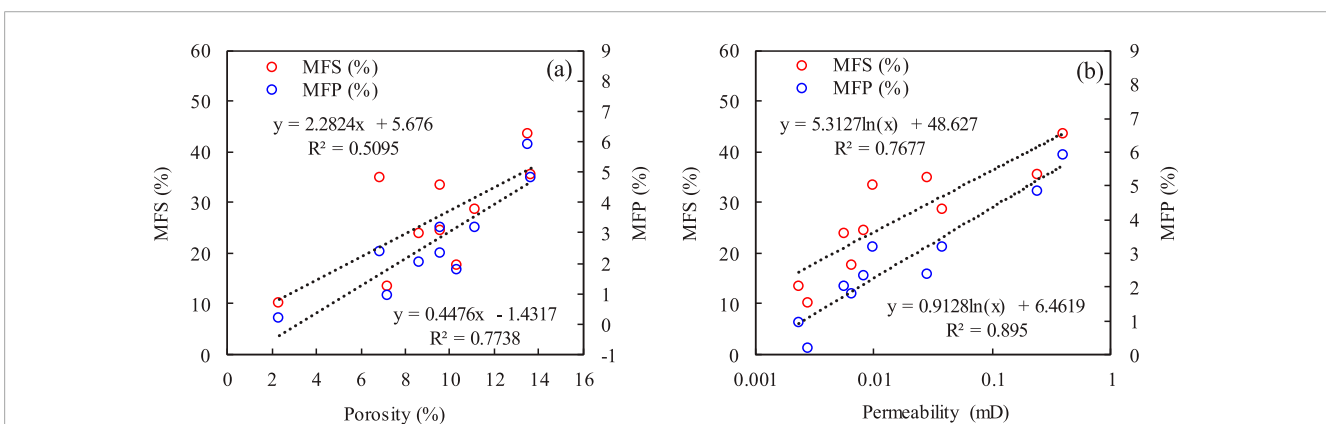 60
50
40
30
20
10
0
MFS (%)
9
8
7
6
5
4
3
2
1
0
-1
MFP (%)
MFS (%)
MFP (%)
(a)
y = 2.2824x + 5.676
R² = 0.5095
y = 0.4476x - 1.4317
R² = 0.7738
0 2 4 6 8 10 12 14 16
Porosity (%)
60
50
40
30
20
10
0
MFS (%)
9
8
7
6
5
4
3
2
1
0
MFP (%)
MFS (%)
MFP (%)
(b)
y = 5.3127ln(x) + 48.627
R² = 0.7677
y = 0.9128ln(x) + 6.4619
R² = 0.895
0.001 0.01 0.1 1
Permeability (mD)